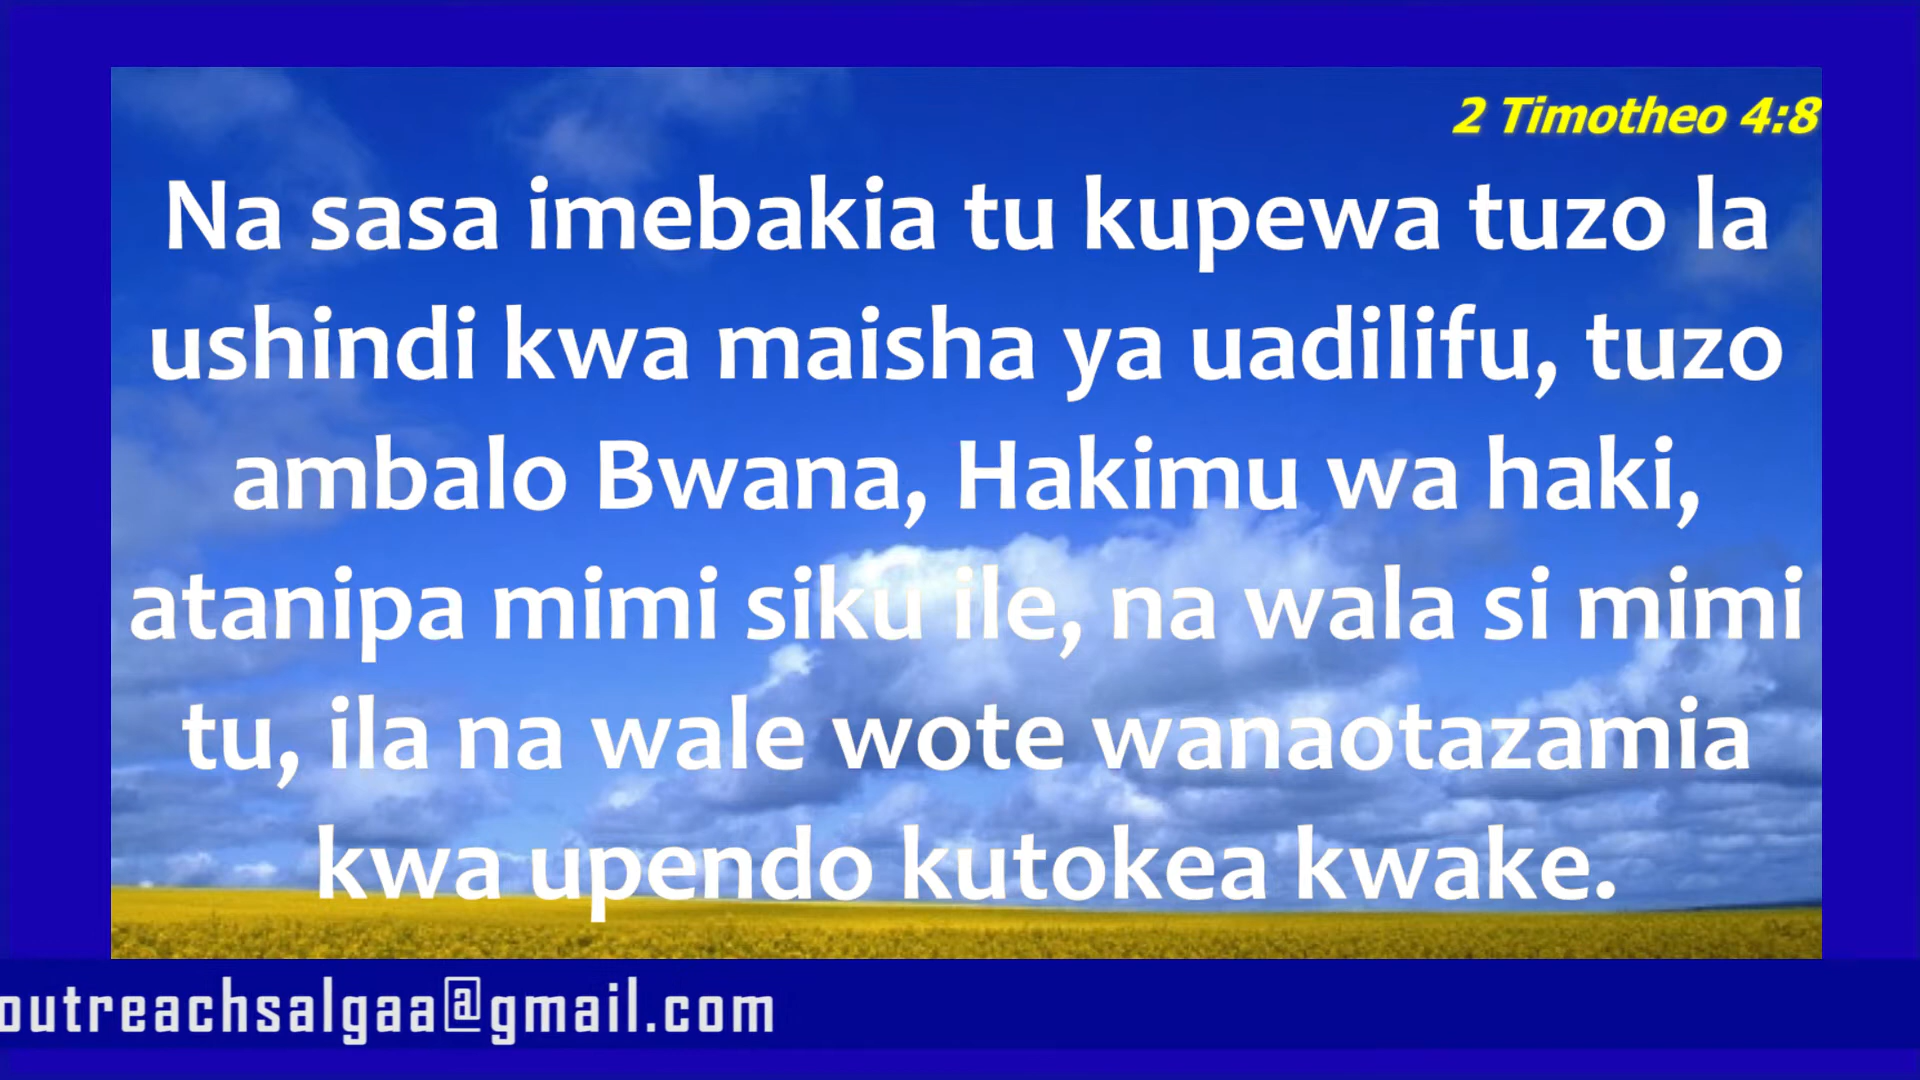 2 Timotheo 4:8
Na sasa imebakia tu kupewa tuzo la
ushindi kwa maisha ya uadilifu, tuzo
ambalo Bwana, Hakimu wa haki,
atanipa mimi siku ile, na wala si mimi
tu, ila na wale wote wanaotazamia
kwa upendo kutokea kwake.
outreachsalgaa@gmail.com